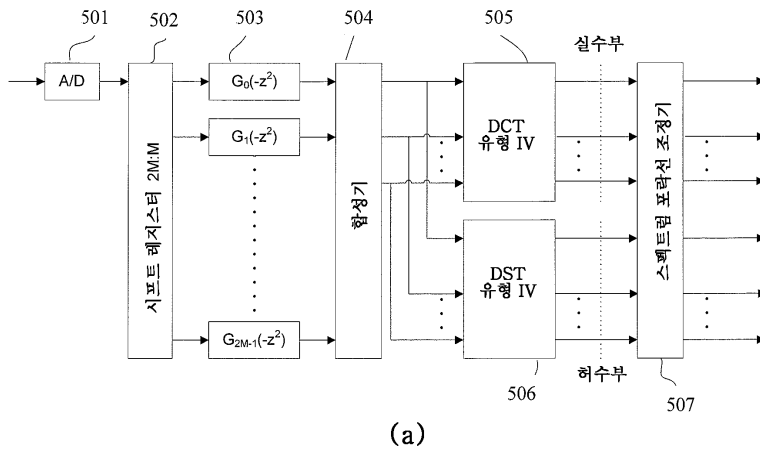 501
502
503
504
505
A/D
시프트 레지스터 2M:M
G₀(-z²)
G₁(-z²)
G₂M-1(-z²)
합성기
DCT
유형 IV
DST
유형 IV
실수부
허수부
스펙트럼 포락선 조정기
506
507
(a)